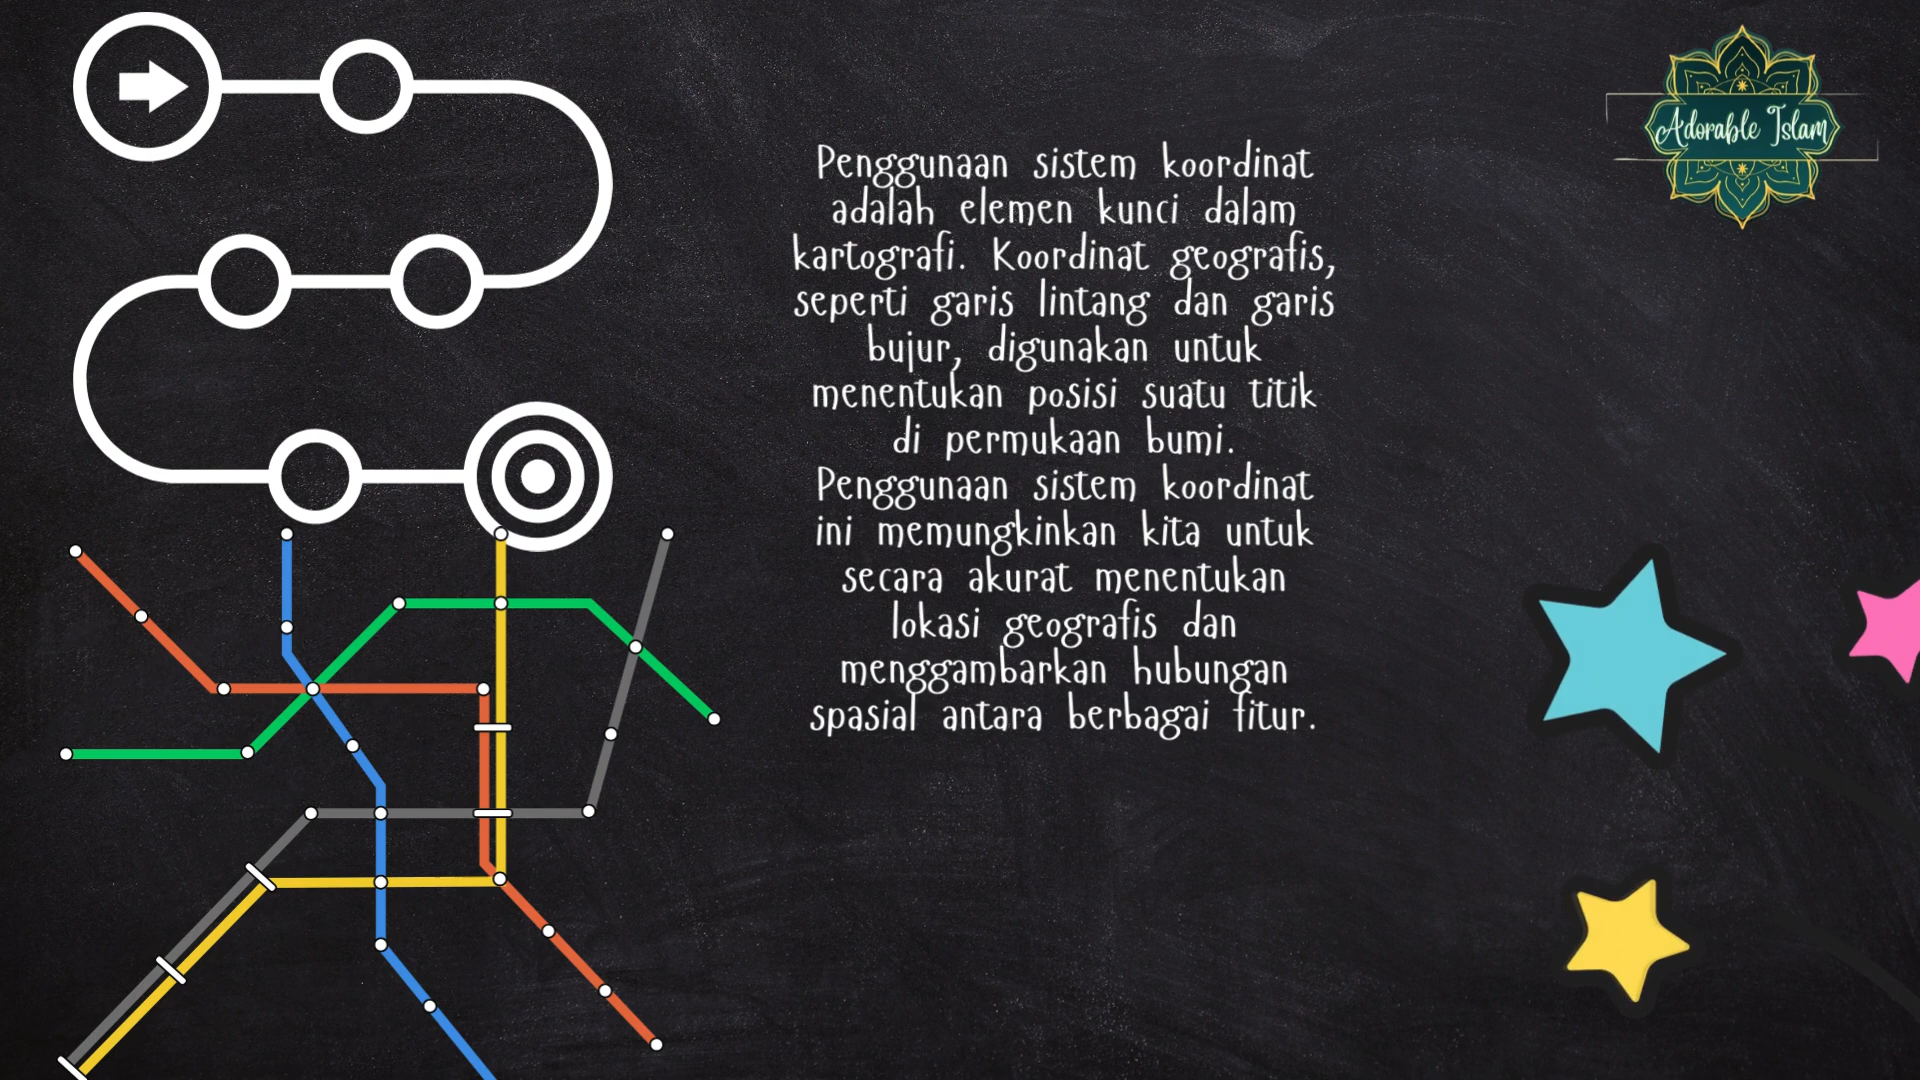 Adorable Islam
Penggunaan sistem koordinat
adalah elemen kunci dalam
kartografi. Koordinat geografis,
seperti garis lintang dan garis
bujur, digunakan untuk
menentukan posisi suatu titik
di permukaan bumi.
Penggunaan sistem koordinat
ini memungkinkan kita untuk
secara akurat menentukan
lokasi geografis dan
menggambarkan hubungan
spasial antara berbagai fitur.